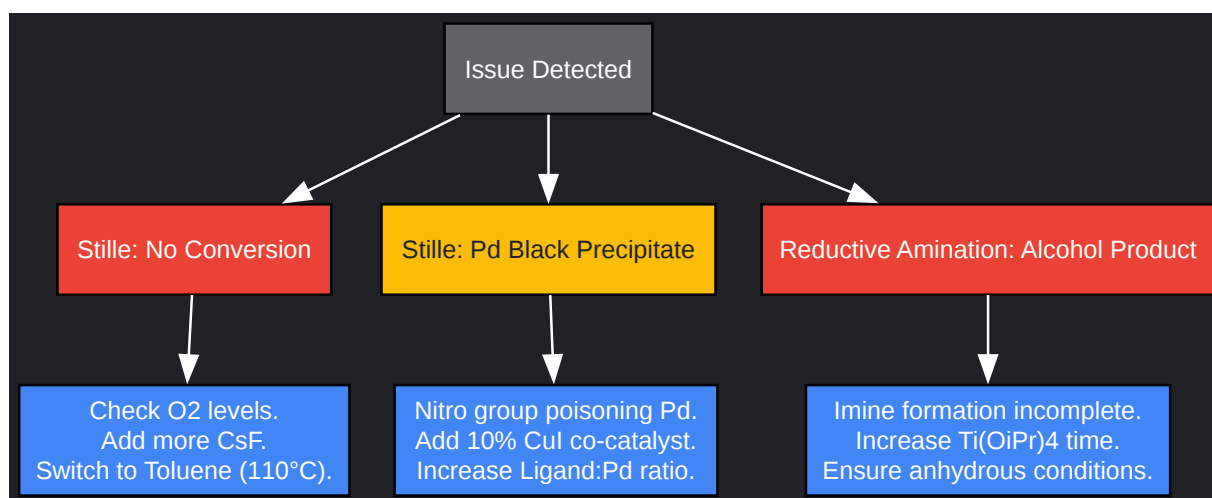 Issue Detected
Stille: No Conversion
Stille: Pd Black Precipitate
Reductive Amination: Alcohol Product
Check O2 levels.
Add more CsF.
Switch to Toluene (110°C).
Nitro group poisoning Pd.
Add 10% CuI co-catalyst.
Increase Ligand:Pd ratio.
Imine formation incomplete.
Increase Ti(OiPr)4 time.
Ensure anhydrous conditions.